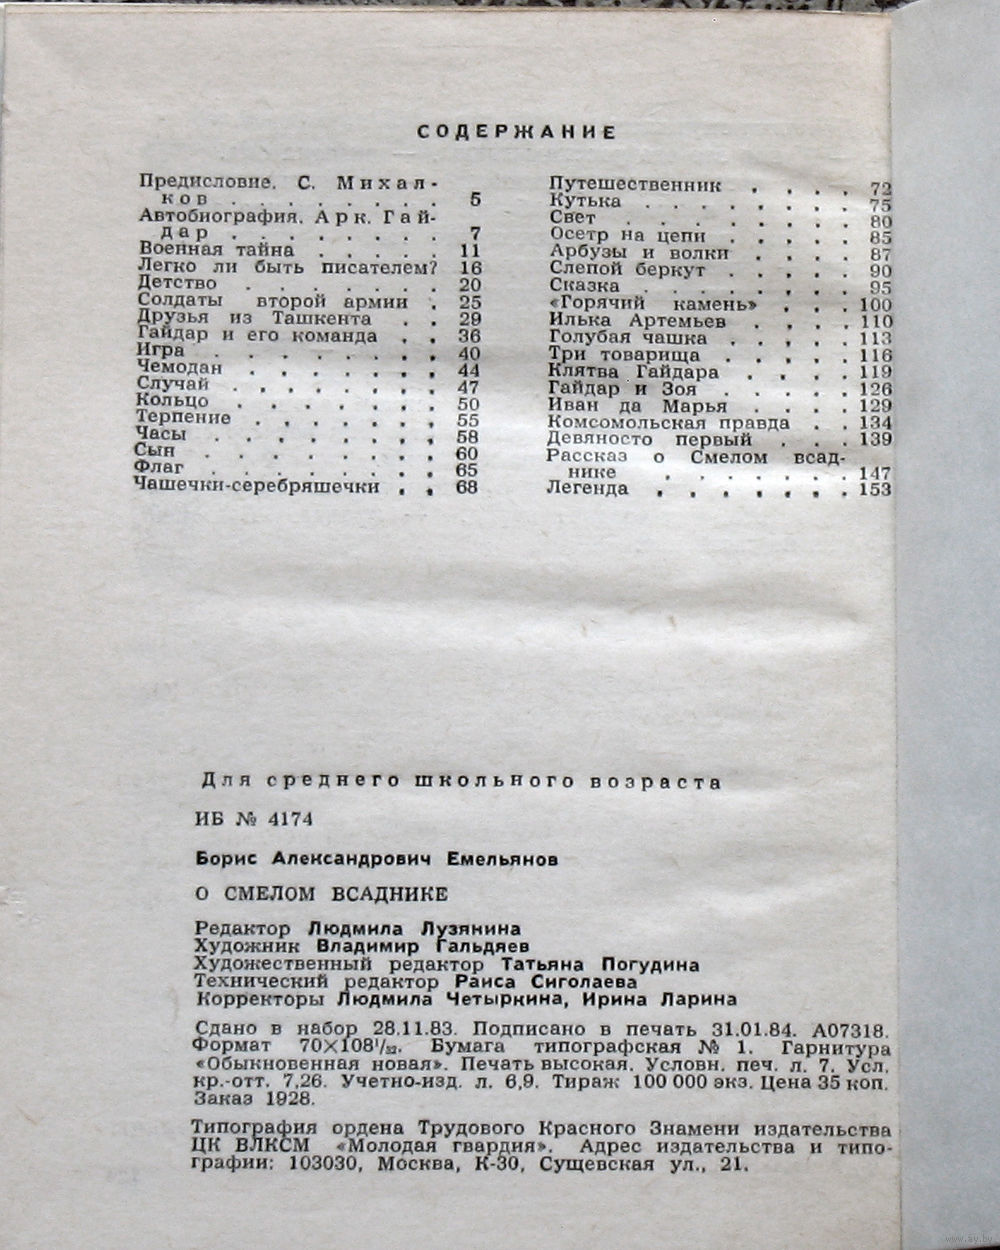 СОДЕРЖАНИЕ
Предисловие. С. Михал-
ков . . . . . . . . 5
Автобиография. Арк. Гай-
дар . . . . . . . . 7
Военная тайна . . . . . 11
Легко ли быть писателем? 16
Детство . . . . . . . 20
Солдаты второй армии . 25
Друзья из Ташкента . . 29
Гайдар и его команда . . 36
Игра . . . . . . . . 40
Чемодан . . . . . . . 44
Случай . . . . . . . 47
Кольцо . . . . . . . 50
Терпение . . . . . . . 55
Часы . . . . . . . . 58
Сын . . . . . . . . 60
Флаг . . . . . . . . 65
Чашечки-серебряшечки . . 68
Путешественник . . . . 72
Кутька . . . . . . . . 75
Свет . . . . . . . . 80
Осетр на цепи . . . . . 85
Арбузы и волки . . . . 87
Слепой беркут . . . . . 90
Сказка . . . . . . . . 95
«Горячий камень» . . . 100
Илька Артемьев . . . . 110
Голубая чашка . . . . . 113
Три товарища . . . . . 116
Клятва Гайдара . . . . 119
Гайдар и Зоя . . . . . 126
Иван да Марья . . . . 129
Комсомольская правда . . 134
Девяносто первый . . . 139
Рассказ о Смелом всад-
нике . . . . . . . 147
Легенда . . . . . . . 153
Для среднего школьного возраста
ИБ № 4174
Борис Александрович Емельянов
О СМЕЛОМ ВСАДНИКЕ
Редактор Людмила Лузянина
Художник Владимир Гальдяев
Художественный редактор Татьяна Погудина
Технический редактор Раиса Сиголаева
Корректоры Людмила Четыркина, Ирина Ларина
Сдано в набор 28.11.83. Подписано в печать 31.01.84. А07318.
Формат 70×108¹/₃₂. Бумага типографская № 1. Гарнитура
«Обыкновенная новая». Печать высокая. Условн. печ. л. 7. Усл.
кр.-отт. 7,26. Учетно-изд. л. 6,9. Тираж 100 000 экз. Цена 35 коп.
Заказ 1928.
Типография ордена Трудового Красного Знамени издательства
ЦК ВЛКСМ «Молодая гвардия». Адрес издательства и типо-
графии: 103030, Москва, К-30, Сущевская ул., 21.
www.ay.by